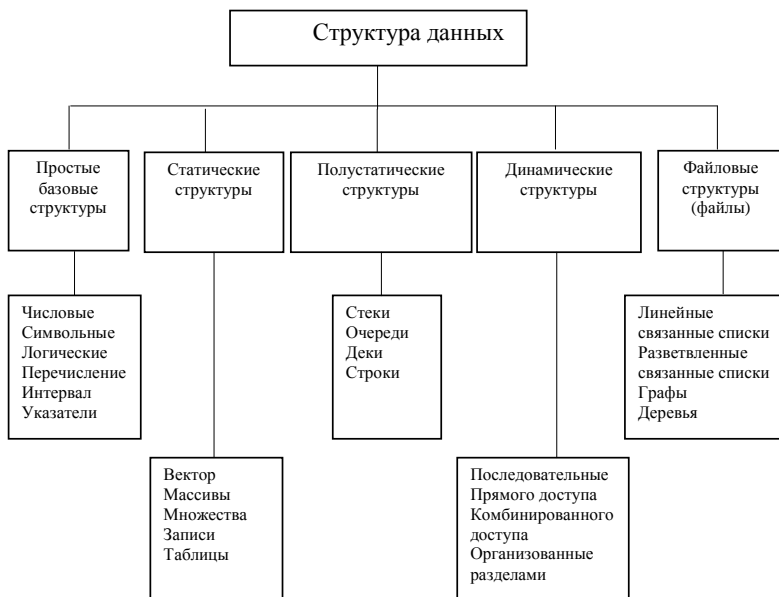 Структура данных
Простые
базовые
структуры
Статические
структуры
Полустатические
структуры
Динамические
структуры
Файловые
структуры
(файлы)
Числовые
Символьные
Логические
Перечисление
Интервал
Указатели
Стеки
Очереди
Деки
Строки
Линейные
связанные списки
Разветвленные
связанные списки
Графы
Деревья
Вектор
Массивы
Множества
Записи
Таблицы
Последовательные
Прямого доступа
Комбинированного
доступа
Организованные
разделами